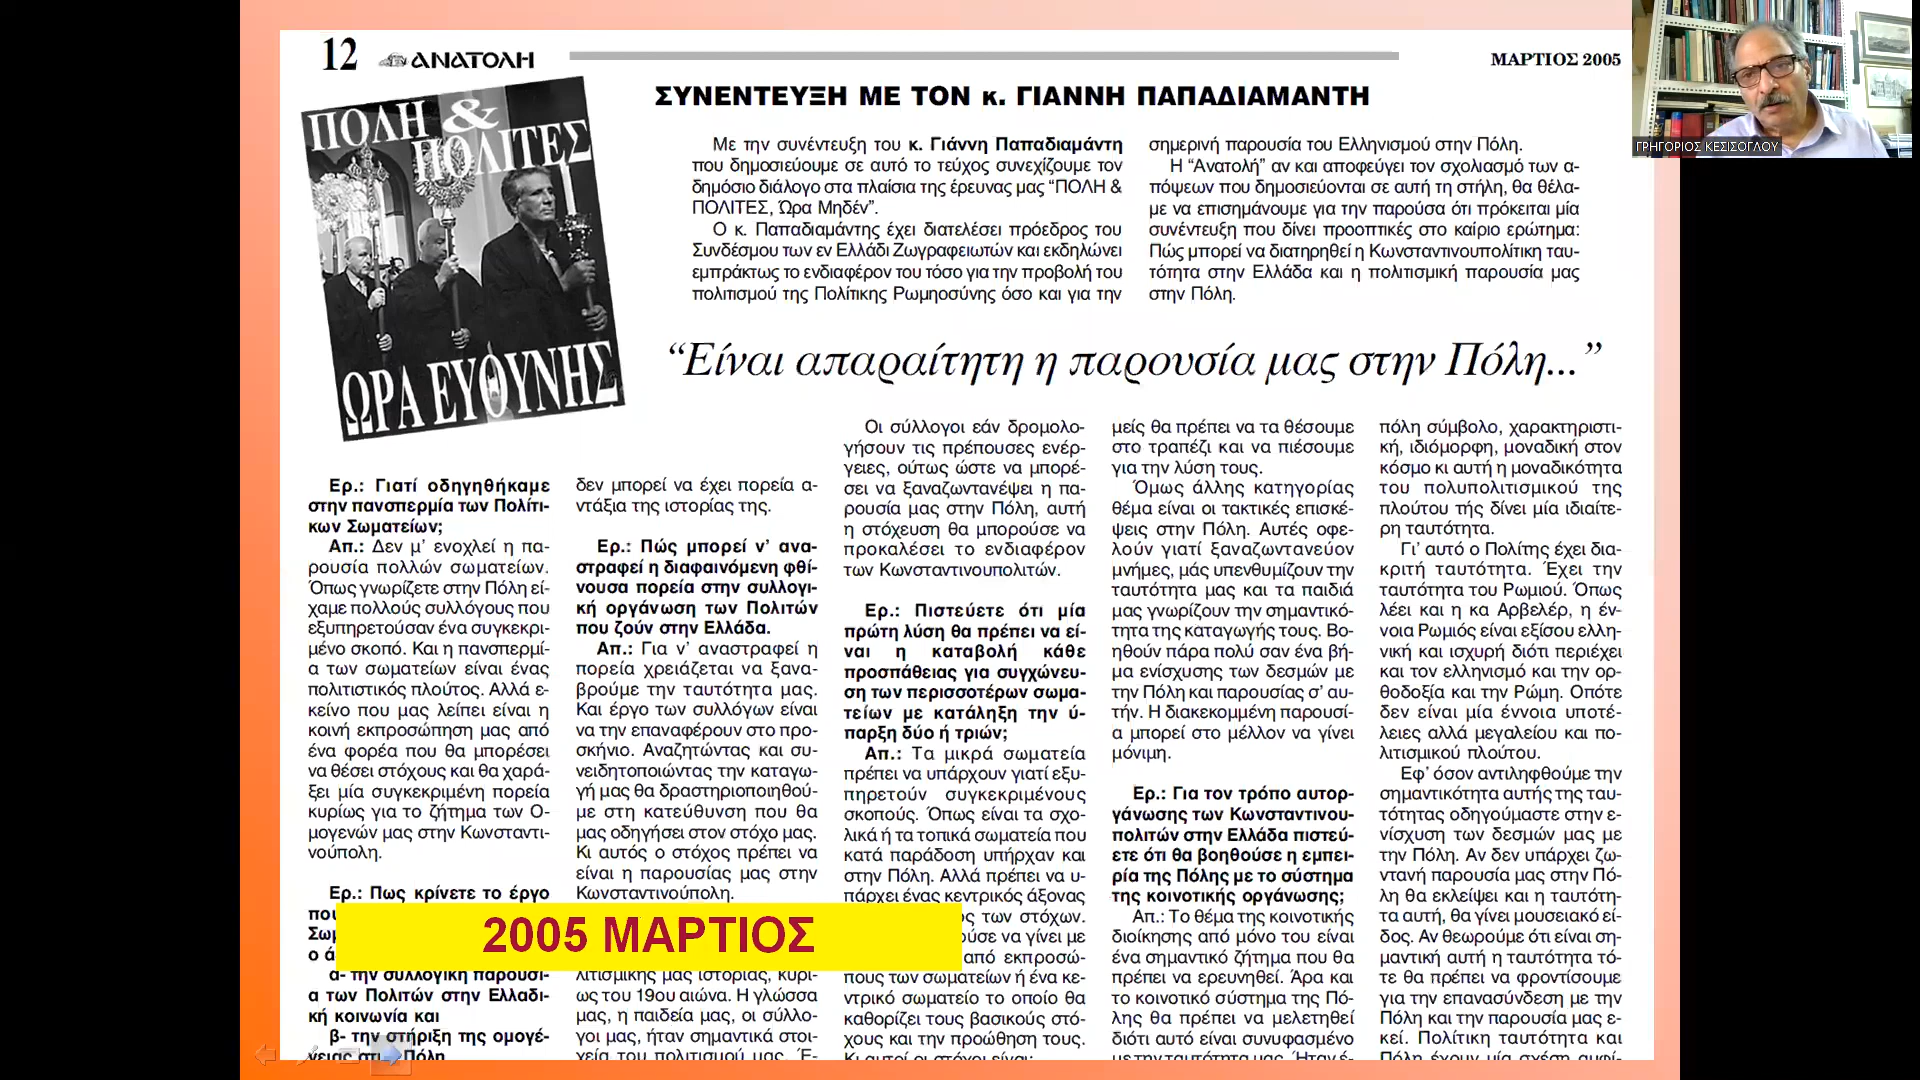 12 ΑΝΑΤΟΛΗ
ΜΑΡΤΙΟΣ 2005
ΓΡΗΓΟΡΙΟΣ ΚΕΣΙΣΟΓΛΟΥ
ΠΟΛΗ &
ΠΟΛΙΤΕΣ
ΩΡΑ ΕΥΘΥΝΗΣ
ΣΥΝΕΝΤΕΥΞΗ ΜΕ ΤΟΝ κ. ΓΙΑΝΝΗ ΠΑΠΑΔΙΑΜΑΝΤΗ
Με την συνέντευξη του κ. Γιάννη Παπαδιαμάντη
που δημοσιεύουμε σε αυτό το τεύχος συνεχίζουμε τον
δημόσιο διάλογο στα πλαίσια της έρευνας μας “ΠΟΛΗ &
ΠΟΛΙΤΕΣ, Ώρα Μηδέν”.
Ο κ. Παπαδιαμάντης έχει διατελέσει πρόεδρος του
Συνδέσμου των εν Ελλάδι Ζωγραφειωτών και εκδηλώνει
εμπράκτως το ενδιαφέρον του τόσο για την προβολή του
πολιτισμού της Πολίτικης Ρωμηοσύνης όσο και για την
σημερινή παρουσία του Ελληνισμού στην Πόλη.
Η “Ανατολή” αν και αποφεύγει τον σχολιασμό των α-
πόψεων που δημοσιεύονται σε αυτή τη στήλη, θα θέλα-
με να επισημάνουμε για την παρούσα ότι πρόκειται μία
συνέντευξη που δίνει προοπτικές στο καίριο ερώτημα:
Πώς μπορεί να διατηρηθεί η Κωνσταντινουπολίτικη ταυ-
τότητα στην Ελλάδα και η πολιτισμική παρουσία μας
στην Πόλη.
“Είναι απαραίτητη η παρουσία μας στην Πόλη...”
Ερ.: Γιατί οδηγηθήκαμε
στην πανσπερμία των Πολίτι-
κων Σωματείων;
Απ.: Δεν μ’ ενοχλεί η πα-
ρουσία πολλών σωματείων.
Όπως γνωρίζετε στην Πόλη εί-
χαμε πολλούς συλλόγους που
εξυπηρετούσαν ένα συγκεκρι-
μένο σκοπό. Και η πανσπερμί-
α των σωματείων είναι ένας
πολιτιστικός πλούτος. Αλλά ε-
κείνο που μας λείπει είναι η
κοινή εκπροσώπηση μας από
ένα φορέα που θα μπορέσει
να θέσει στόχους και θα χαρά-
ξει μία συγκεκριμένη πορεία
κυρίως για το ζήτημα των Ο-
μογενών μας στην Κωνσταντι-
νούπολη.
Ερ.: Πως κρίνετε το έργο
που
Σωμ
ο ά
α- την συλλογική παρουσί-
α των Πολιτών στην Ελλαδι-
κή κοινωνία και
β- την στήριξη της ομογέ-
νειας στ Πόλη
δεν μπορεί να έχει πορεία α-
ντάξια της ιστορίας της.
Ερ.: Πώς μπορεί ν’ ανα-
στραφεί η διαφαινόμενη φθί-
νουσα πορεία στην συλλογι-
κή οργάνωση των Πολιτών
που ζούν στην Ελλάδα.
Απ.: Για ν’ αναστραφεί η
πορεία χρειάζεται να ξανα-
βρούμε την ταυτότητα μας.
Και έργο των συλλόγων είναι
να την επαναφέρουν στο προ-
σκήνιο. Αναζητώντας και συ-
νειδητοποιώντας την καταγω-
γή μας θα δραστηριοποιηθού-
με στη κατεύθυνση που θα
μας οδηγήσει στον στόχο μας.
Κι αυτός ο στόχος πρέπει να
είναι η παρουσίας μας στην
Κωνσταντινούπολη.
λιτισμικής μας ιστορίας, κυρί-
ως του 19ου αιώνα. Η γλώσσα
μας, η παιδεία μας, οι σύλλο-
γοι μας, ήταν σημαντικά στοι-
χεία του πολιτισμού μας. Έ-
Οι σύλλογοι εάν δρομολο-
γήσουν τις πρέπουσες ενέρ-
γειες, ούτως ώστε να μπορέ-
σει να ξαναζωντανέψει η πα-
ρουσία μας στην Πόλη, αυτή
η στόχευση θα μπορούσε να
προκαλέσει το ενδιαφέρον
των Κωνσταντινουπολιτών.
Ερ.: Πιστεύετε ότι μία
πρώτη λύση θα πρέπει να εί-
ναι η καταβολή κάθε
προσπάθειας για συγχώνευ-
ση των περισσοτέρων σωμα-
τείων με κατάληξη την ύ-
παρξη δύο ή τριών;
Απ.: Τα μικρά σωματεία
πρέπει να υπάρχουν γιατί εξυ-
πηρετούν συγκεκριμένους
σκοπούς. Όπως είναι τα σχο-
λικά ή τα τοπικά σωματεία που
κατά παράδοση υπήρχαν και
στην Πόλη. Αλλά πρέπει να υ-
πάρχει ένας κεντρικός άξονας
ς των στόχων.
ούσε να γίνει με
από εκπροσώ-
πους των σωματείων ή ένα κε-
ντρικό σωματείο το οποίο θα
καθορίζει τους βασικούς στό-
χους και την προώθηση τους.
Κι αυτοί οι στόχοι είναι:
μείς θα πρέπει να τα θέσουμε
στο τραπέζι και να πιέσουμε
για την λύση τους.
Όμως άλλης κατηγορίας
θέμα είναι οι τακτικές επισκέ-
ψεις στην Πόλη. Αυτές οφε-
λούν γιατί ξαναζωντανεύον
μνήμες, μάς υπενθυμίζουν την
ταυτότητα μας και τα παιδιά
μας γνωρίζουν την σημαντικό-
τητα της καταγωγής τους. Βο-
ηθούν πάρα πολύ σαν ένα βή-
μα ενίσχυσης των δεσμών με
την Πόλη και παρουσίας σ’ αυ-
τήν. Η διακεκομμένη παρουσί-
α μπορεί στο μέλλον να γίνει
μόνιμη.
Ερ.: Για τον τρόπο αυτορ-
γάνωσης των Κωνσταντινου-
πολιτών στην Ελλάδα πιστεύ-
ετε ότι θα βοηθούσε η εμπει-
ρία της Πόλης με το σύστημα
της κοινοτικής οργάνωσης;
Απ.: Το θέμα της κοινοτικής
διοίκησης από μόνο του είναι
ένα σημαντικό ζήτημα που θα
πρέπει να ερευνηθεί. Άρα και
το κοινοτικό σύστημα της Πό-
λης θα πρέπει να μελετηθεί
διότι αυτό είναι συνυφασμένο
με την ταυτότητα μας. Ήταν έ-
πόλη σύμβολο, χαρακτηριστι-
κή, ιδιόμορφη, μοναδική στον
κόσμο κι αυτή η μοναδικότητα
του πολυπολιτισμικού της
πλούτου τής δίνει μία ιδιαίτε-
ρη ταυτότητα.
Γι’ αυτό ο Πολίτης έχει δια-
κριτή ταυτότητα. Έχει την
ταυτότητα του Ρωμιού. Όπως
λέει και η κα Αρβελέρ, η έν-
νοια Ρωμιός είναι εξίσου ελλη-
νική και ισχυρή διότι περιέχει
και τον ελληνισμό και την ορ-
θοδοξία και την Ρώμη. Οπότε
δεν είναι μία έννοια υποτέ-
λειες αλλά μεγαλείου και πο-
λιτισμικού πλούτου.
Εφ’ όσον αντιληφθούμε την
σημαντικότητα αυτής της ταυ-
τότητας οδηγούμαστε στην ε-
νίσχυση των δεσμών μας με
την Πόλη. Αν δεν υπάρχει ζω-
ντανή παρουσία μας στην Πό-
λη θα εκλείψει και η ταυτότη-
τα αυτή, θα γίνει μουσειακό εί-
δος. Αν θεωρούμε ότι είναι ση-
μαντική αυτή η ταυτότητα τό-
τε θα πρέπει να φροντίσουμε
για την επανασύνδεση με την
Πόλη και την παρουσία μας ε-
κεί. Πολίτικη ταυτότητα και
Πόλη έχουν μία σχέση αμφί-
2005 ΜΑΡΤΙΟΣ